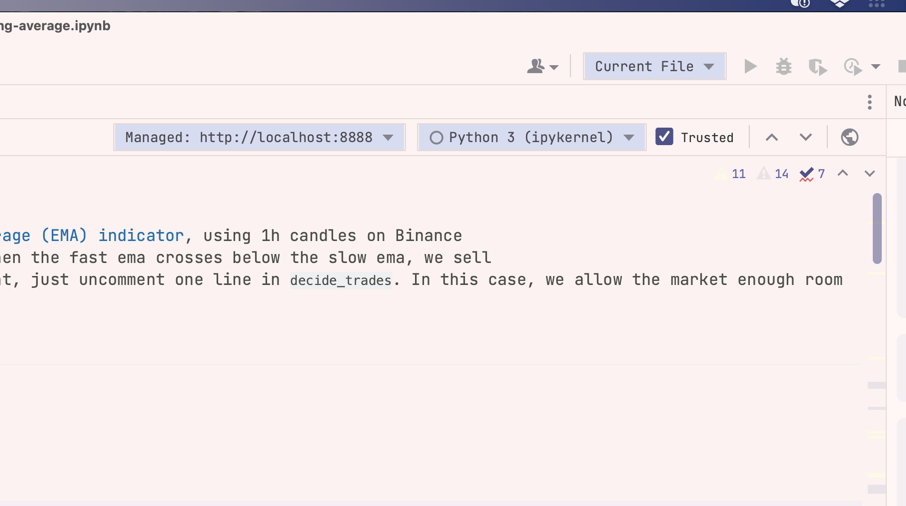 ng-average.ipynb
Current File
No
Managed: http://localhost:8888
Python 3 (ipykernel)
Trusted
11 14 7
rage (EMA) indicator, using 1h candles on Binance
hen the fast ema crosses below the slow ema, we sell
t, just uncomment one line in decide_trades. In this case, we allow the market enough room